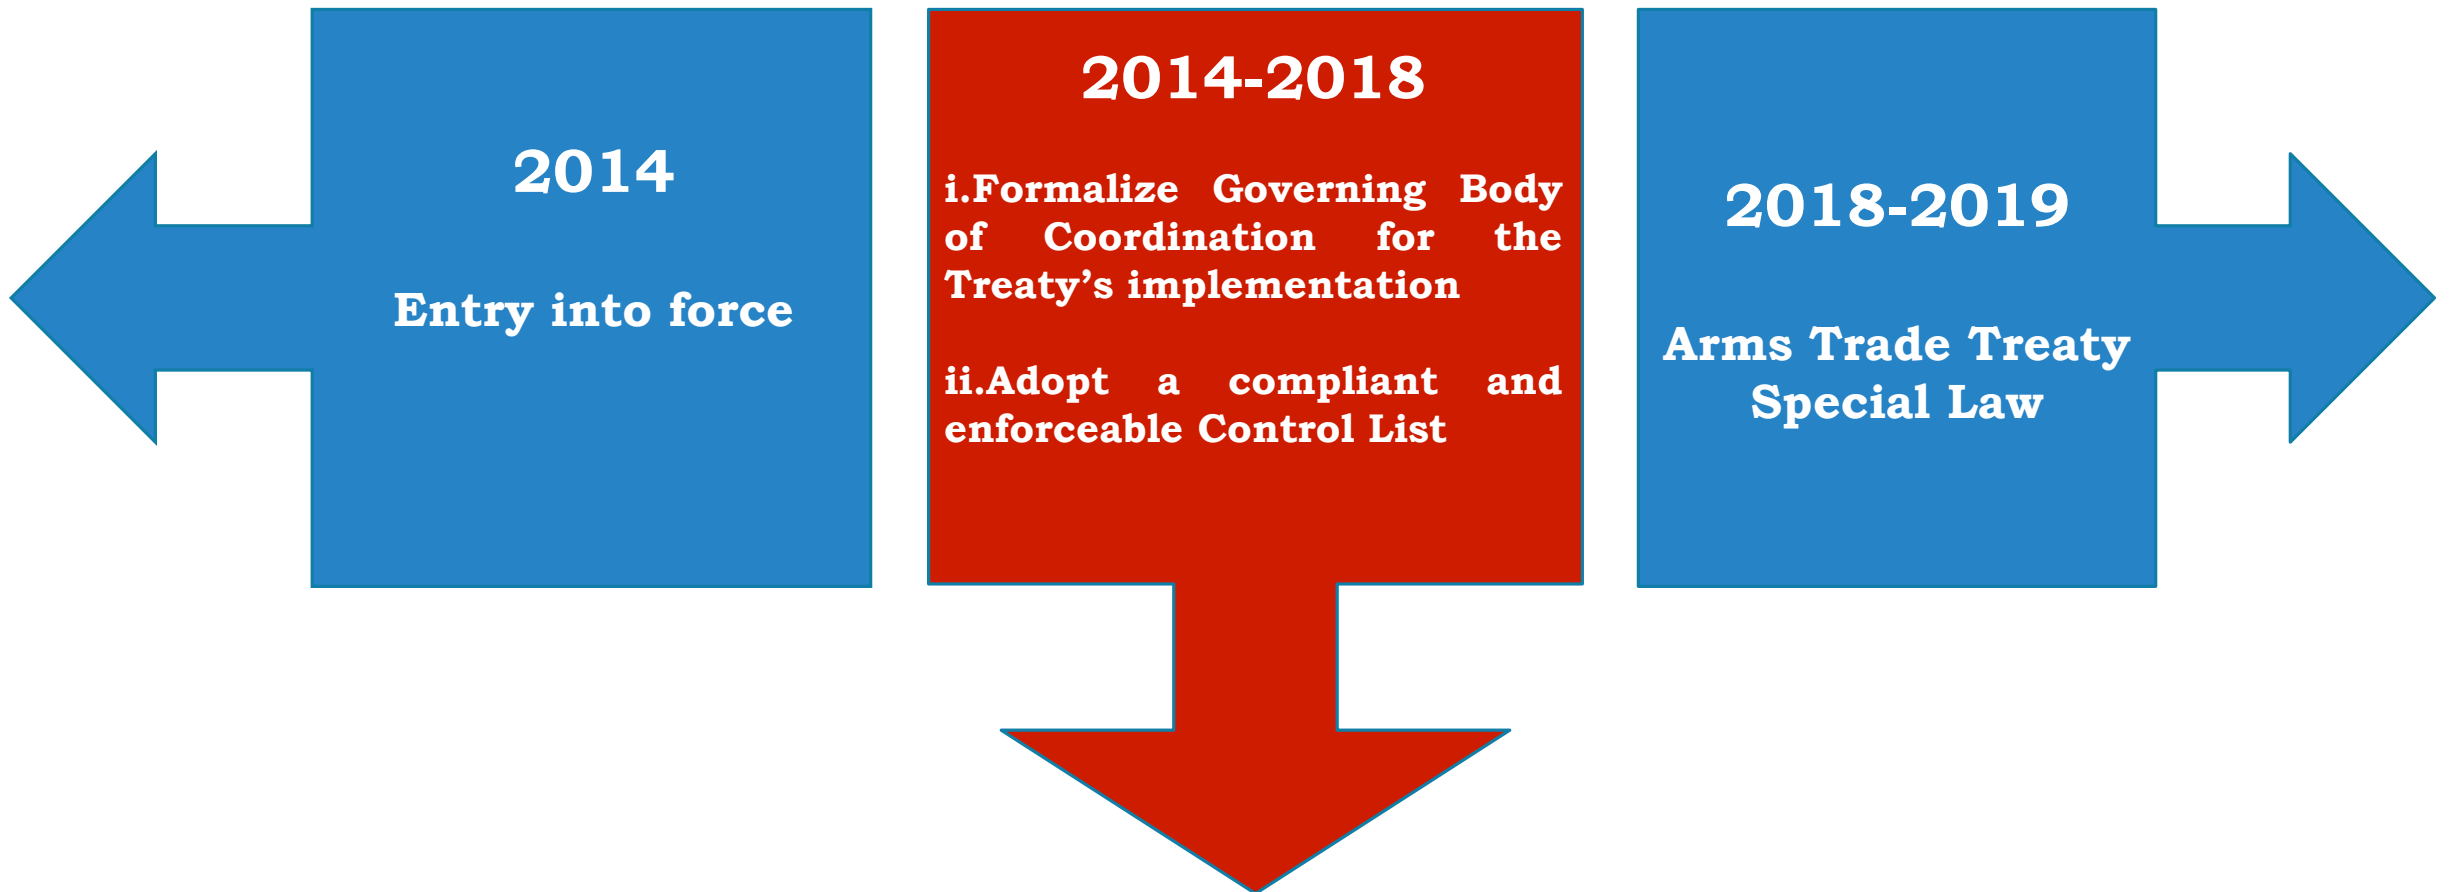 2014
Entry into force
2014-2018
i.Formalize Governing Body
of Coordination for the
Treaty’s implementation
ii.Adopt a compliant and
enforceable Control List
2018-2019
Arms Trade Treaty
Special Law